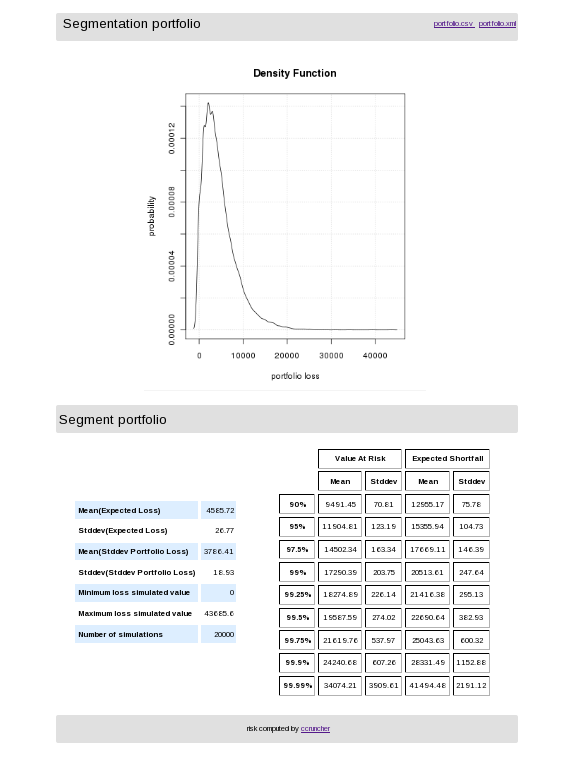 Segmentation portfolio
portfolio.csv portfolio.xml
Density Function
probability
0.00012
0.00008
0.00004
0.00000
0 10000 20000 30000 40000
portfolio loss
Segment portfolio
Mean(Expected Loss) 4585.72
Stddev(Expected Loss) 26.77
Mean(Stddev Portfolio Loss) 3786.41
Stddev(Stddev Portfolio Loss) 18.93
Minimum loss simulated value 0
Maximum loss simulated value 43685.6
Number of simulations 20000
Value At Risk Expected Shortfall
Mean Stddev Mean Stddev
90% 9491.45 70.81 12955.17 75.78
95% 11904.81 123.19 15355.94 104.73
97.5% 14502.34 163.34 17669.11 146.39
99% 17290.39 203.75 20513.61 247.64
99.25% 18274.89 226.14 21416.38 295.13
99.5% 19587.59 274.02 22690.64 382.93
99.75% 21619.76 537.97 25043.63 600.32
99.9% 24240.68 607.26 28331.49 1152.88
99.99% 34074.21 3909.61 41494.48 2191.12
risk computed by ccruncher